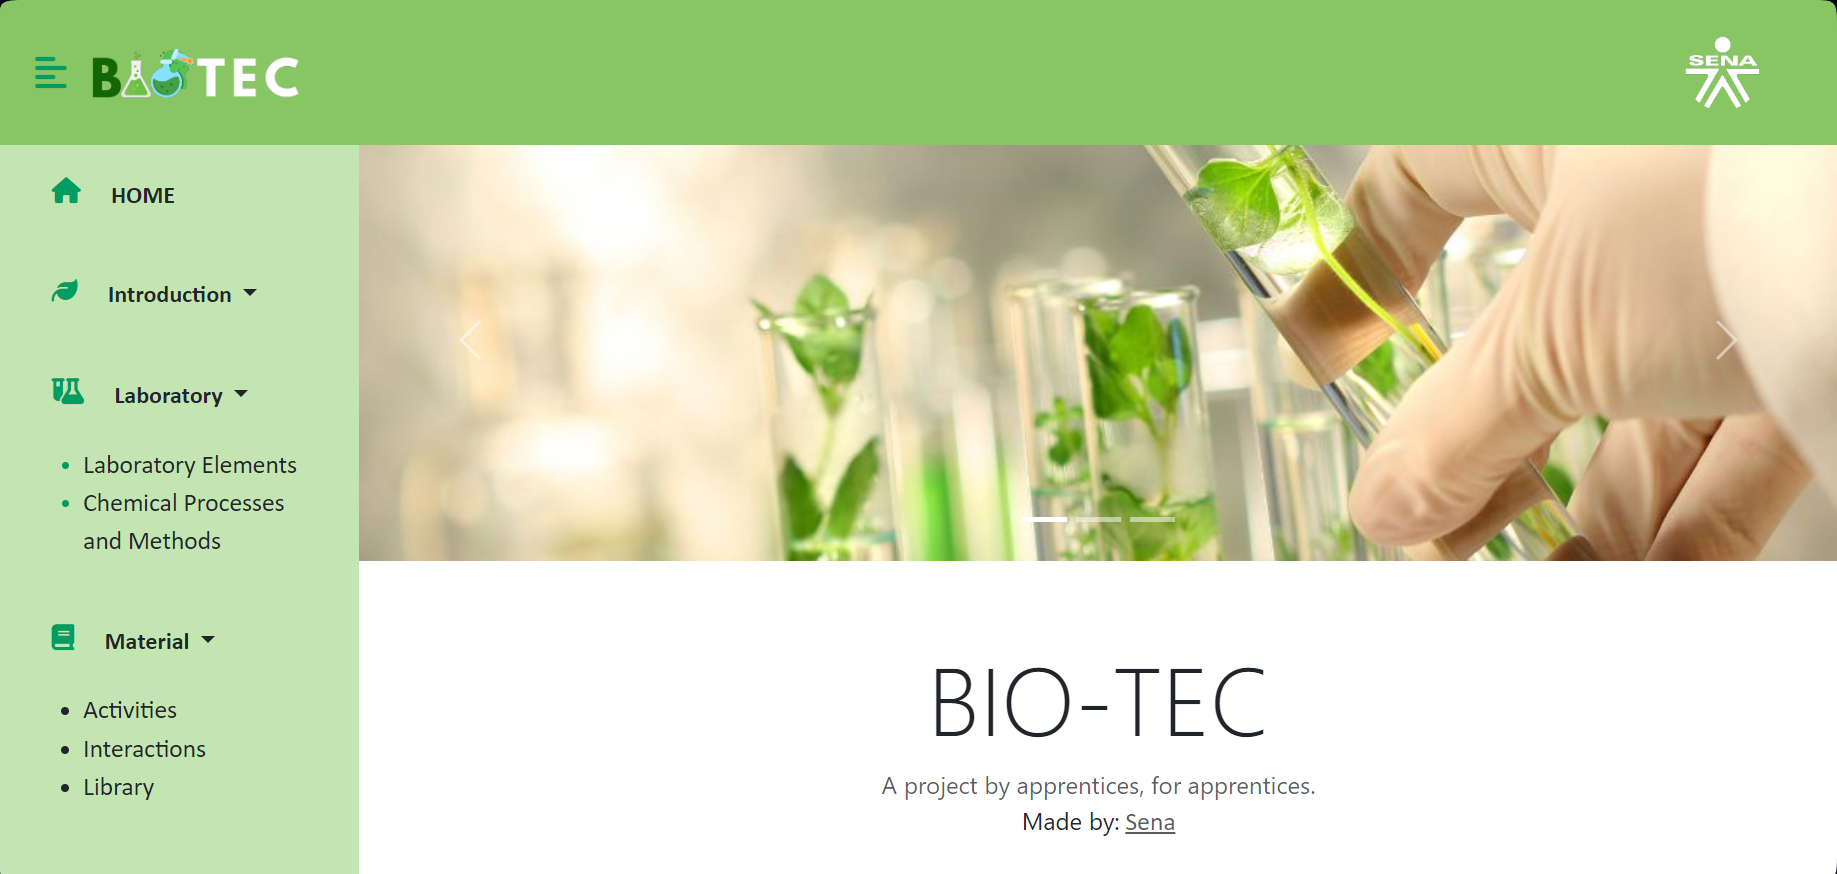 BIOTEC
SENA
HOME
Introduction
Laboratory
Laboratory Elements
Chemical Processes
and Methods
Material
Activities
Interactions
Library
BIO-TEC
A project by apprentices, for apprentices.
Made by: Sena